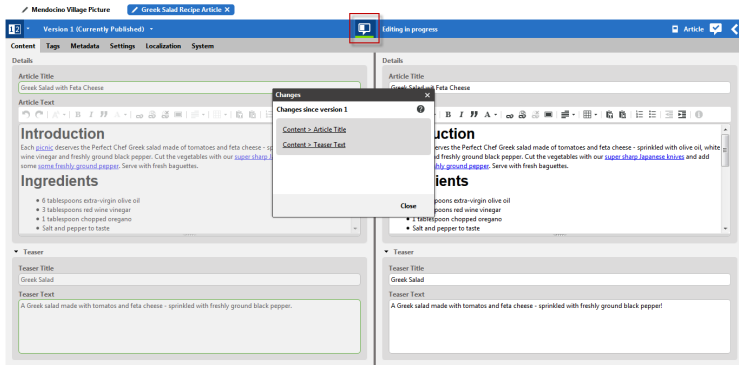 Mendocino Village Picture
Greek Salad Recipe Article
Version 1 (Currently Published)
Editing in progress
Article
Content Tags Metadata Settings Localization System
Details
Article Title
Greek Salad with Feta Cheese
Article Text
Introduction
Each picnic deserves the Perfect Chef Greek salad made of tomatoes and feta cheese - sp
wine vinegar and freshly ground black pepper. Cut the vegetables with our super sharp J
some some freshly ground pepper. Serve with fresh baguettes.
Ingredients
6 tablespoons extra-virgin olive oil
3 tablespoons red wine vinegar
1 tablespoon chopped oregano
Salt and pepper to taste
Teaser
Teaser Title
Greek Salad
Teaser Text
A Greek salad made with tomatos and feta cheese - sprinkled with freshly ground black pepper.
Changes
Changes since version 1
Content > Article Title
Content > Teaser Text
Close
Details
Article Title
Greek Salad wit Feta Cheese
uction
erves the Perfect Chef Greek salad made of tomatoes and feta cheese - sprinkled with olive oil, white
d freshly ground black pepper. Cut the vegetables with our super sharp Japanese knives and add
hly ground pepper. Serve with fresh baguettes.
ients
poons extra-virgin olive oil
poons red wine vinegar
1 tablespoon chopped oregano
Salt and pepper to taste
Teaser
Teaser Title
Greek Salad
Teaser Text
A Greek salad made with tomatos and feta cheese - sprinkled with freshly ground black pepper!